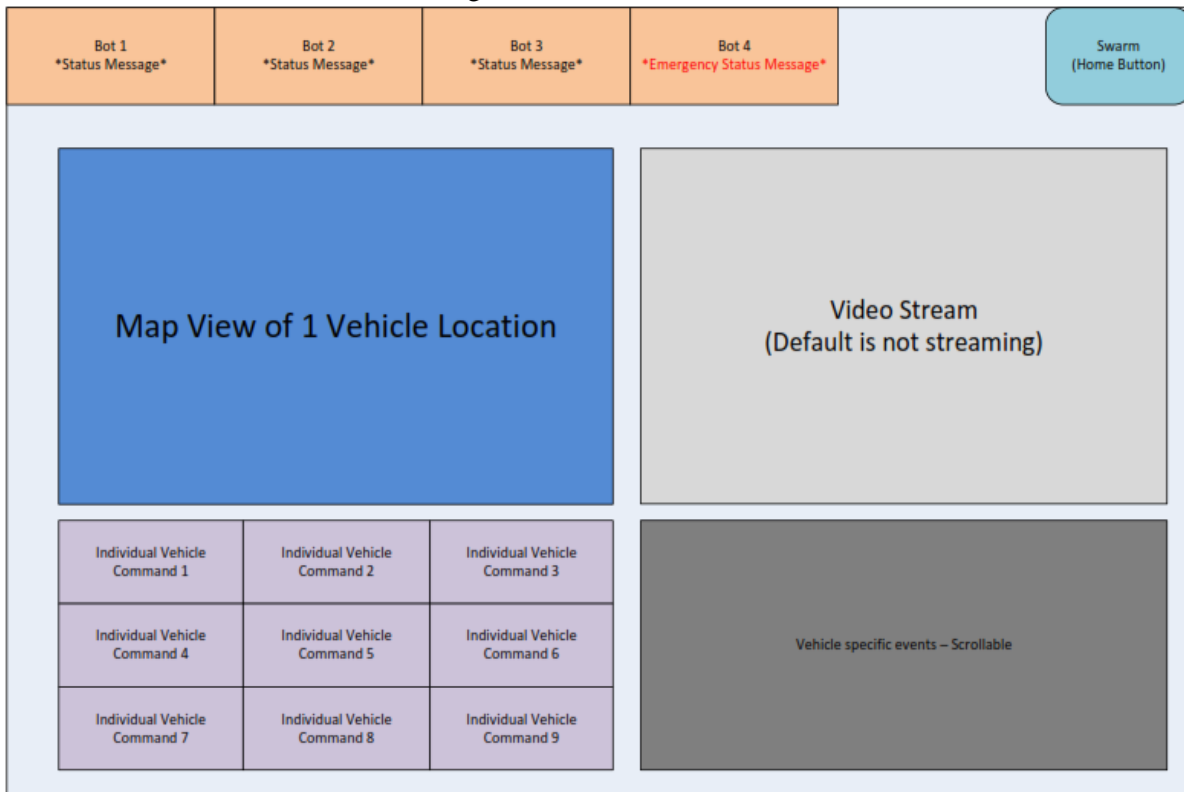 Bot 1
*Status Message*
Bot 2
*Status Message*
Bot 3
*Status Message*
Bot 4
*Emergency Status Message*
Swarm
(Home Button)
Map View of 1 Vehicle Location
Video Stream
(Default is not streaming)
Individual Vehicle
Command 1
Individual Vehicle
Command 2
Individual Vehicle
Command 3
Individual Vehicle
Command 4
Individual Vehicle
Command 5
Individual Vehicle
Command 6
Individual Vehicle
Command 7
Individual Vehicle
Command 8
Individual Vehicle
Command 9
Vehicle specific events – Scrollable